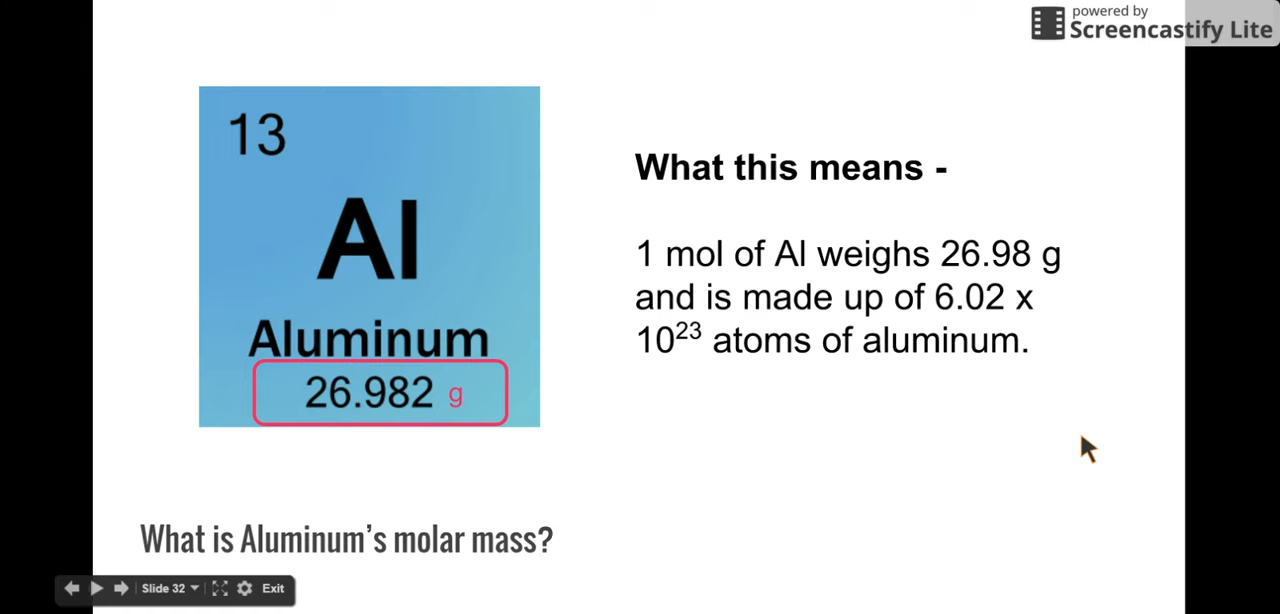 powered by
Screencastify Lite
13
Al
Aluminum
26.982 g
What this means -
1 mol of Al weighs 26.98 g
and is made up of 6.02 x
10²³ atoms of aluminum.
What is Aluminum's molar mass?
Slide 32
Exit